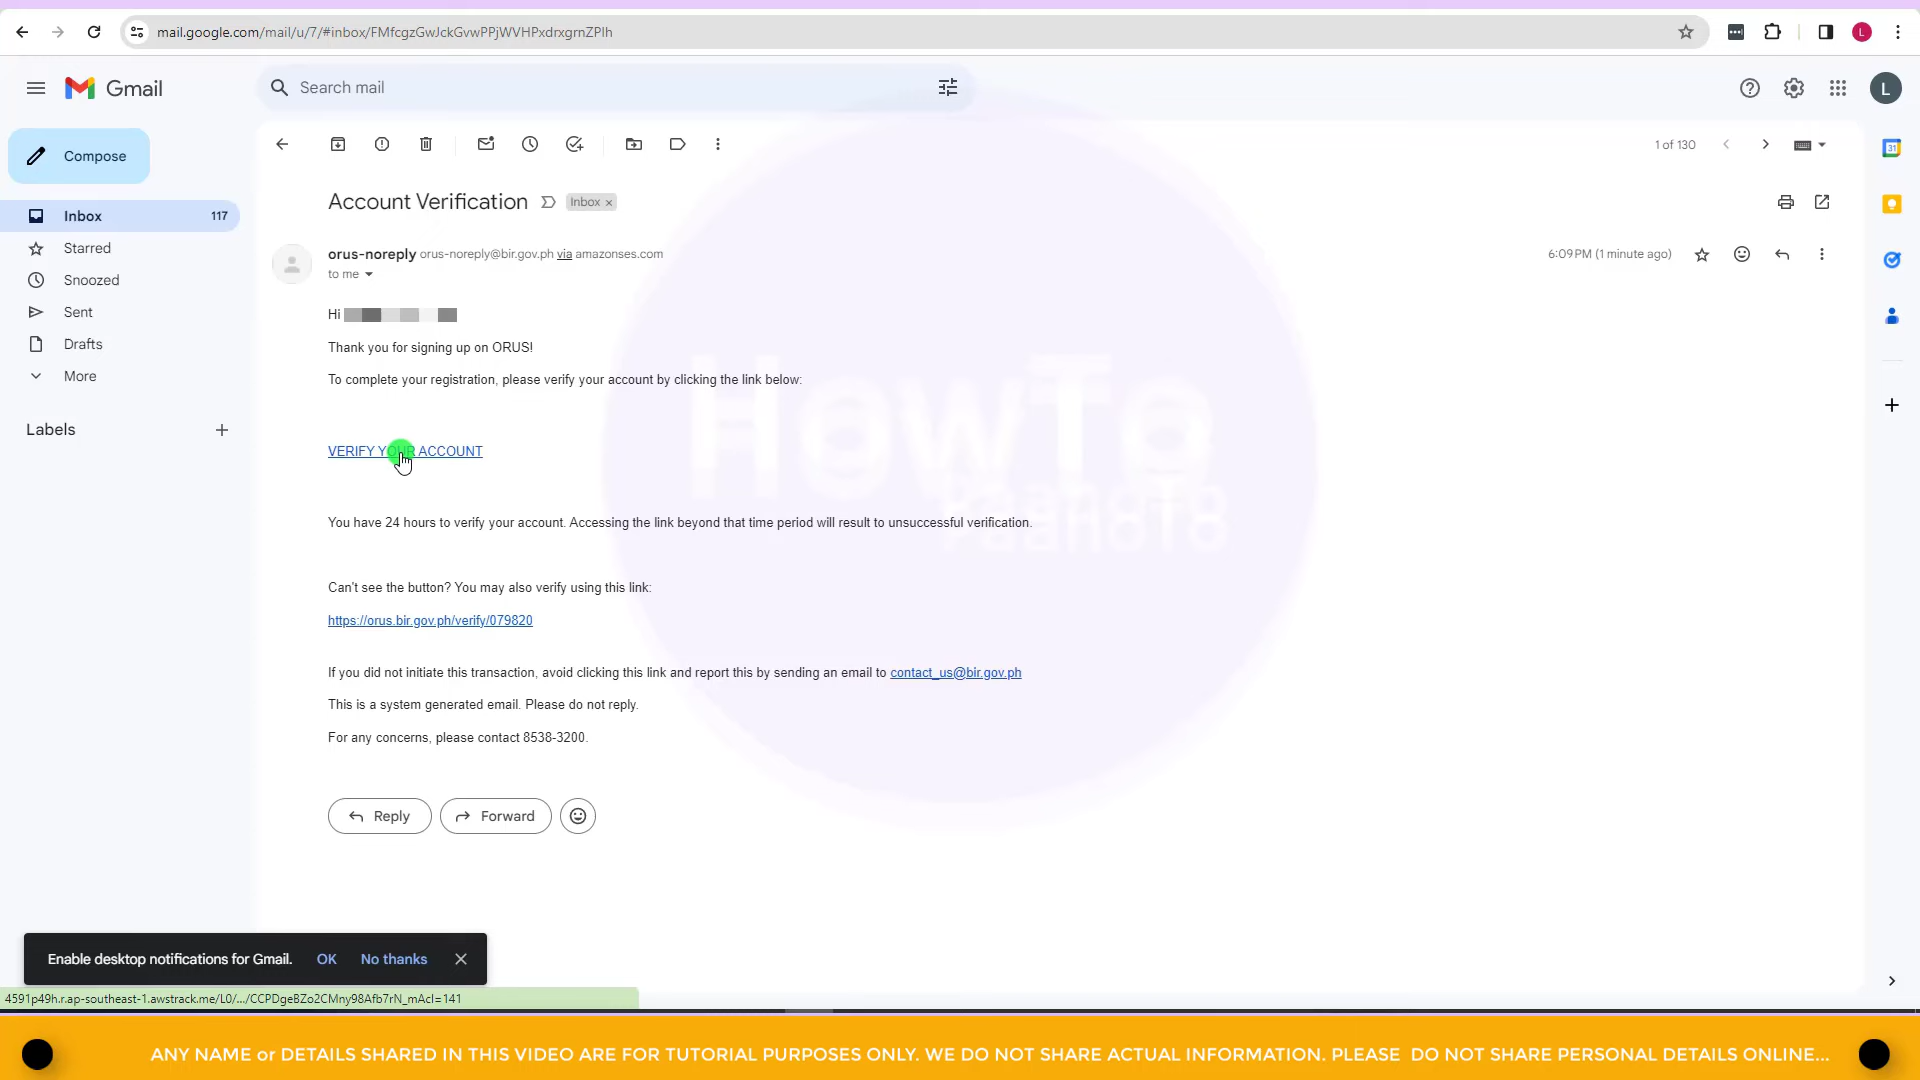 mail.google.com/mail/u/7/#inbox/FMfcgzGwJckGvwPPjWVHPxdrxgrnZPlh
L
Gmail
Search mail
L
Compose
1 of 130
31
Account Verification
Inbox ×
Inbox 117
Starred
Snoozed
Sent
Drafts
More
Labels
orus-noreply orus-noreply@bir.gov.ph via amazonses.com
6:09 PM (1 minute ago)
to me
Hi
Thank you for signing up on ORUS!
To complete your registration, please verify your account by clicking the link below:
VERIFY YOUR ACCOUNT
You have 24 hours to verify your account. Accessing the link beyond that time period will result to unsuccessful verification.
Can't see the button? You may also verify using this link:
https://orus.bir.gov.ph/verify/079820
If you did not initiate this transaction, avoid clicking this link and report this by sending an email to contact_us@bir.gov.ph
This is a system generated email. Please do not reply.
For any concerns, please contact 8538-3200.
HowTo
PaanoTo
Reply
Forward
Enable desktop notifications for Gmail. OK No thanks
4591p49h.r.ap-southeast-1.awstrack.me/L0/.../CCPDgeBZo2CMny98Afb7rN_mAcI=141
ANY NAME or DETAILS SHARED IN THIS VIDEO ARE FOR TUTORIAL PURPOSES ONLY. WE DO NOT SHARE ACTUAL INFORMATION. PLEASE DO NOT SHARE PERSONAL DETAILS ONLINE...